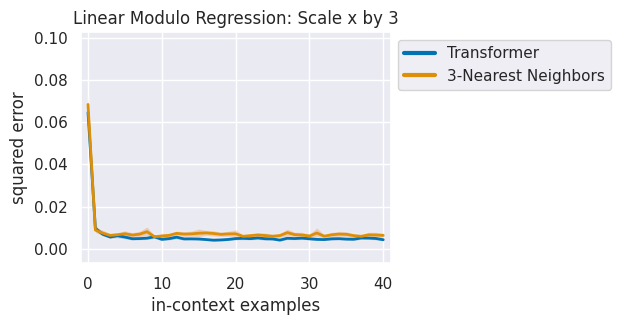 Linear Modulo Regression: Scale x by 3
Transformer
3-Nearest Neighbors
squared error
0.10
0.08
0.06
0.04
0.02
0.00
0 10 20 30 40
in-context examples